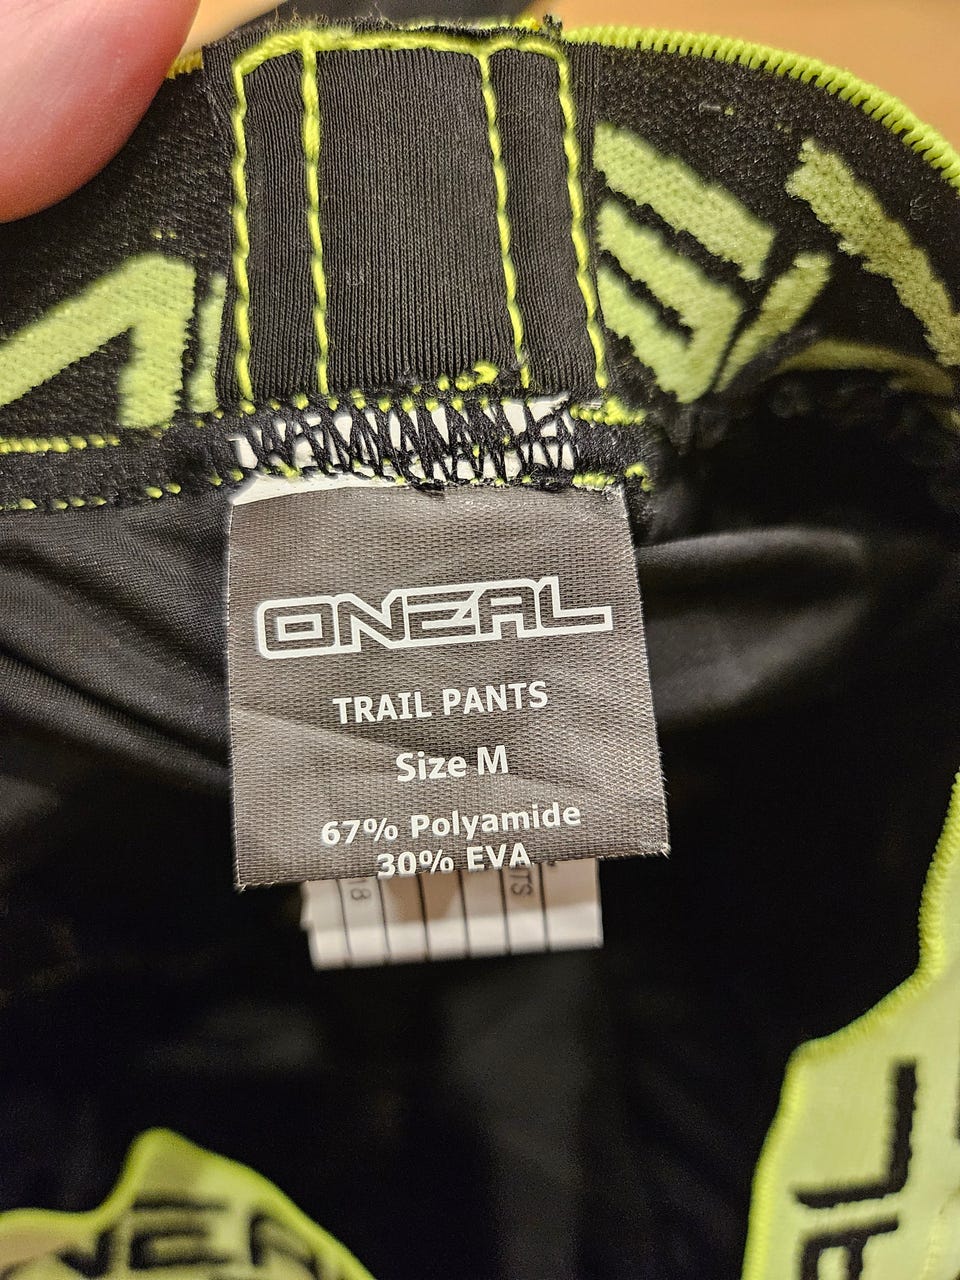 ONEAL
TRAIL PANTS
Size M
67% Polyamide
30% EVA